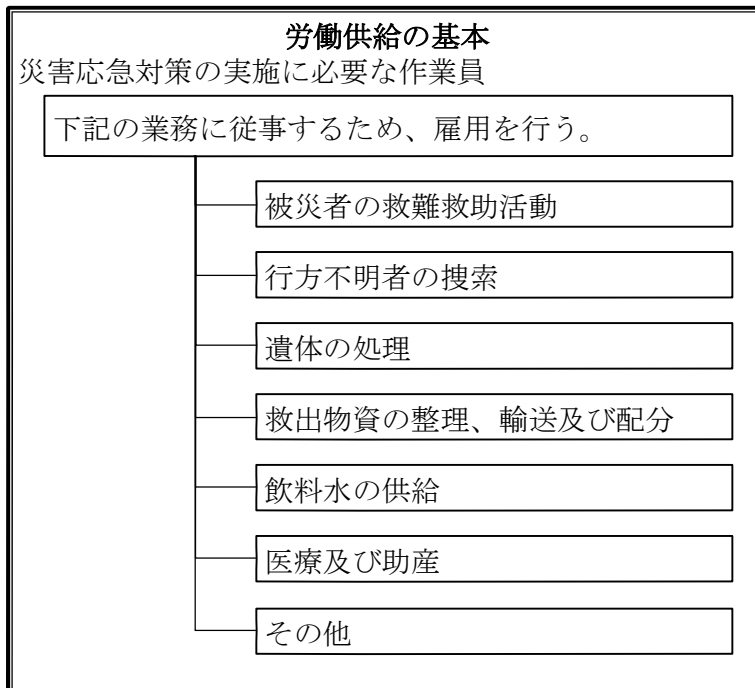 労働供給の基本
災害応急対策の実施に必要な作業員
下記の業務に従事するため、雇用を行う。
被災者の救難救助活動
行方不明者の捜索
遺体の処理
救出物資の整理、輸送及び配分
飲料水の供給
医療及び助産
その他